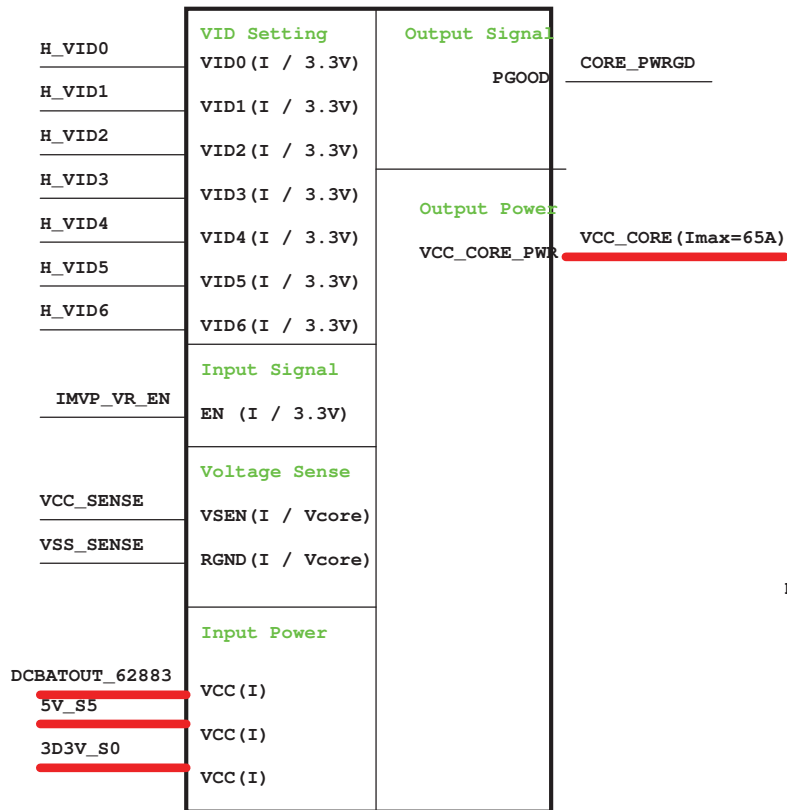 VID Setting
Output Signal
H_VID0
VID0(I / 3.3V)
PGOOD
CORE_PWRGD
H_VID1
VID1(I / 3.3V)
H_VID2
VID2(I / 3.3V)
H_VID3
VID3(I / 3.3V)
Output Power
H_VID4
VID4(I / 3.3V)
VCC_CORE_PWR
VCC_CORE(Imax=65A)
H_VID5
VID5(I / 3.3V)
H_VID6
VID6(I / 3.3V)
Input Signal
IMVP_VR_EN
EN (I / 3.3V)
Voltage Sense
VCC_SENSE
VSEN(I / Vcore)
VSS_SENSE
RGND(I / Vcore)
Input Power
DCBATOUT_62883
VCC(I)
5V_S5
VCC(I)
3D3V_S0
VCC(I)